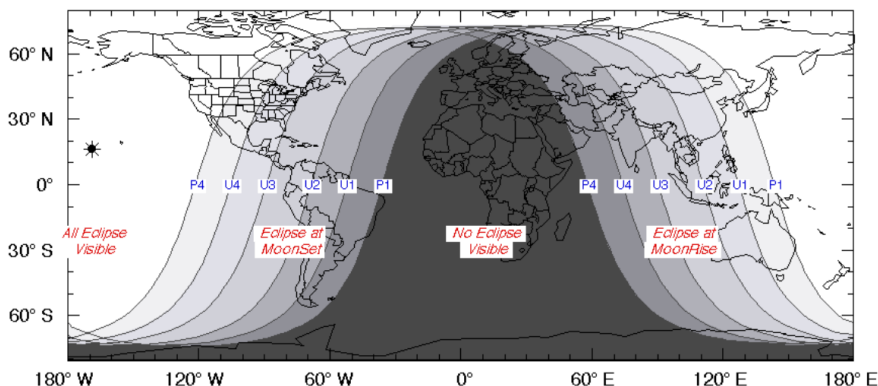 60° N
30° N
0°
30° S
60° S
P4 U4 U3 U2 U1 P1 P4 U4 U3 U2 U1 P1
All Eclipse
Visible
Eclipse at
MoonSet
No Eclipse
Visible
Eclipse at
MoonRise
180° W 120° W 60° W 0° 60° E 120° E 180° E